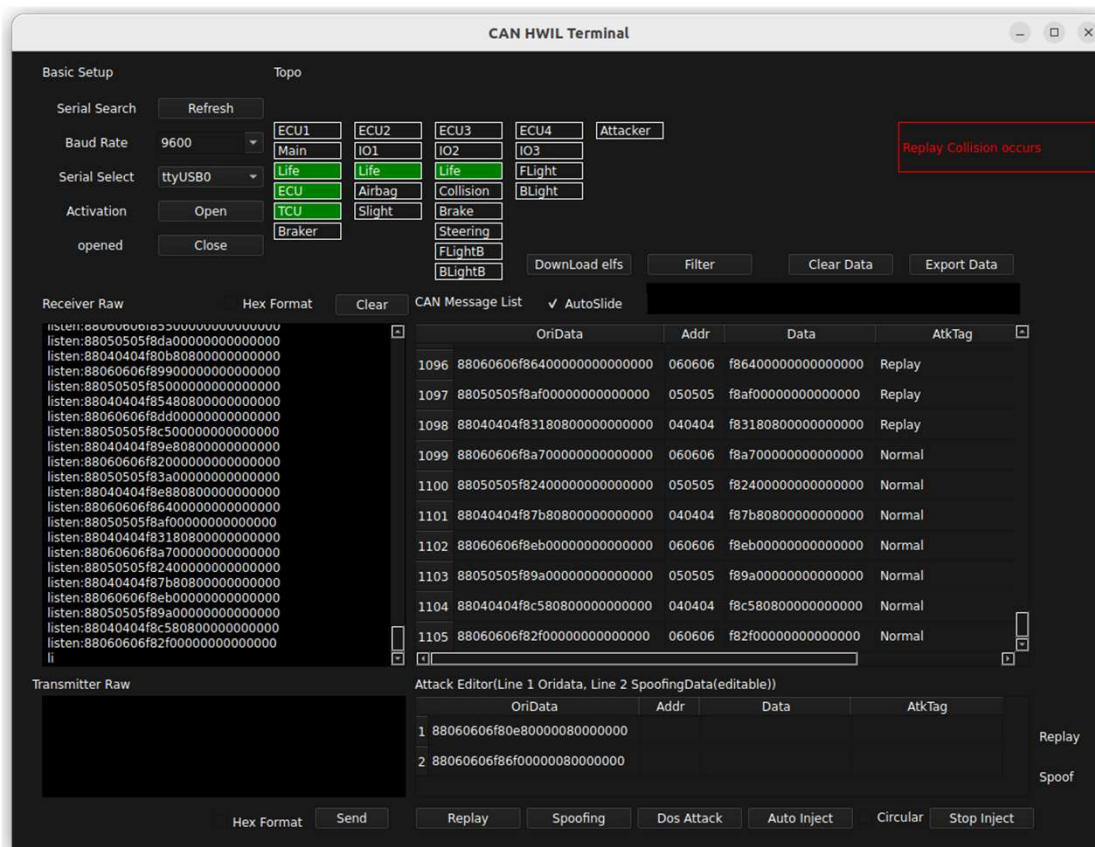 CAN HWIL Terminal
Basic Setup
Topo
Serial Search Refresh
Baud Rate 9600
Serial Select ttyUSB0
Activation Open
opened Close
ECU1 ECU2 ECU3 ECU4 Attacker
Main IO1 IO2 IO3
Life Life Life FLight
ECU Airbag Collision BLight
TCU Slight Brake
Braker Steering
FLightB
BLightB
Replay Collision occurs
DownLoad elfs Filter Clear Data Export Data
Receiver Raw Hex Format Clear
CAN Message List ✓ AutoSlide
listen:88060606f8550000000000000
listen:88050505f8da00000000000000
listen:88040404f80b80800000000000
listen:88060606f89900000000000000
listen:88050505f85000000000000000
listen:88040404f85480800000000000
listen:88060606f8dd00000000000000
listen:88050505f8c500000000000000
listen:88040404f89e80800000000000
listen:88060606f82000000000000000
listen:88050505f83a00000000000000
listen:88040404f8e880800000000000
listen:88060606f86400000000000000
listen:88050505f8af00000000000000
listen:88040404f83180800000000000
listen:88060606f8a700000000000000
listen:88050505f82400000000000000
listen:88040404f87b80800000000000
listen:88060606f8eb00000000000000
listen:88050505f89a00000000000000
listen:88040404f8c580800000000000
listen:88060606f82f00000000000000
li
OriData Addr Data AtkTag
1096 88060606f86400000000000000 060606 f86400000000000000 Replay
1097 88050505f8af00000000000000 050505 f8af00000000000000 Replay
1098 88040404f83180800000000000 040404 f83180800000000000 Replay
1099 88060606f8a700000000000000 060606 f8a700000000000000 Normal
1100 88050505f82400000000000000 050505 f82400000000000000 Normal
1101 88040404f87b80800000000000 040404 f87b80800000000000 Normal
1102 88060606f8eb00000000000000 060606 f8eb00000000000000 Normal
1103 88050505f89a00000000000000 050505 f89a00000000000000 Normal
1104 88040404f8c580800000000000 040404 f8c580800000000000 Normal
1105 88060606f82f00000000000000 060606 f82f00000000000000 Normal
Transmitter Raw
Hex Format Send
Attack Editor(Line 1 Oridata, Line 2 SpoofingData(editable))
OriData Addr Data AtkTag
1 88060606f80e80000080000000
2 88060606f86f00000080000000
Replay
Spoof
Replay Spoofing Dos Attack Auto Inject Circular Stop Inject